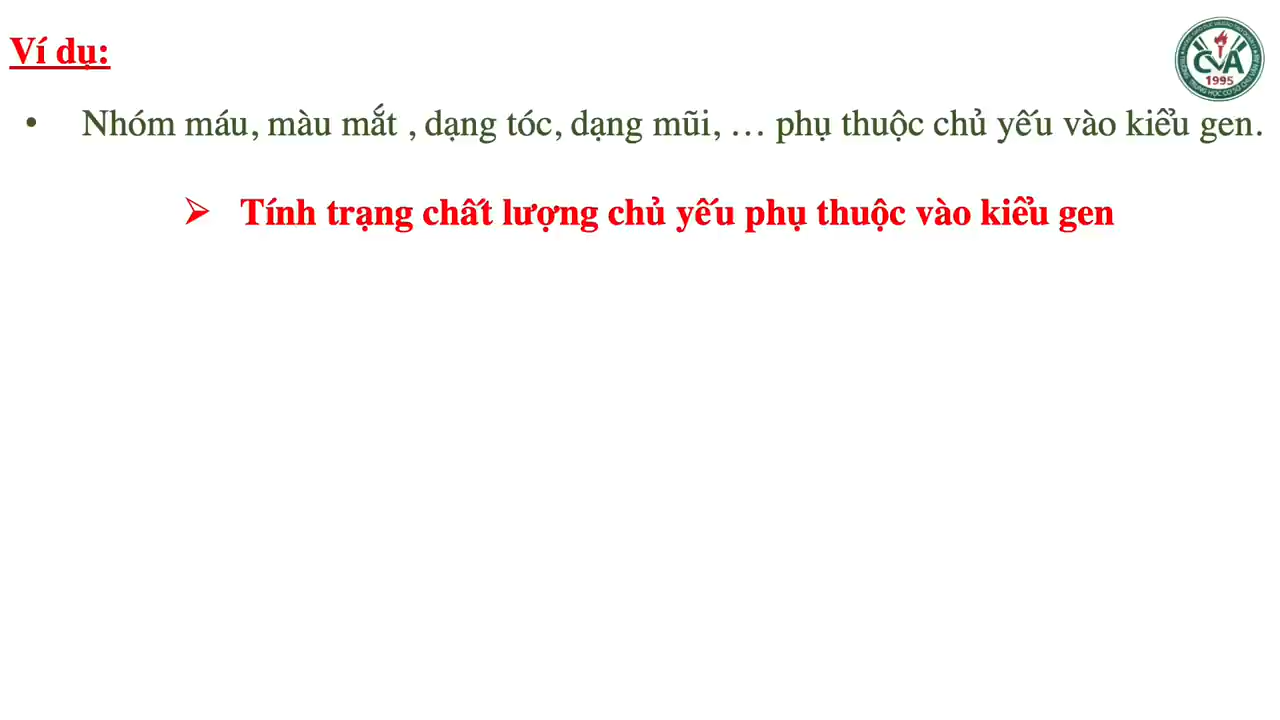 Ví dụ:
• Nhóm máu, màu mắt , dạng tóc, dạng mũi, … phụ thuộc chủ yếu vào kiểu gen.
➢ Tính trạng chất lượng chủ yếu phụ thuộc vào kiểu gen
CVA
1995